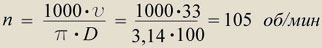 n = 1000·υ / π·D = 1000·33 / 3,14·100 = 105 об/мин